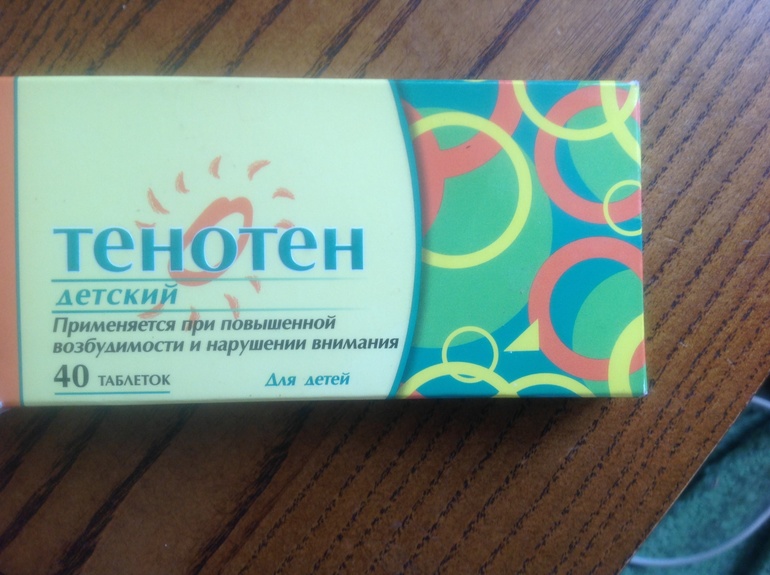 тенотен
детский
Применяется при повышенной
возбудимости и нарушении внимания
40 ТАБЛЕТОК
Для детей